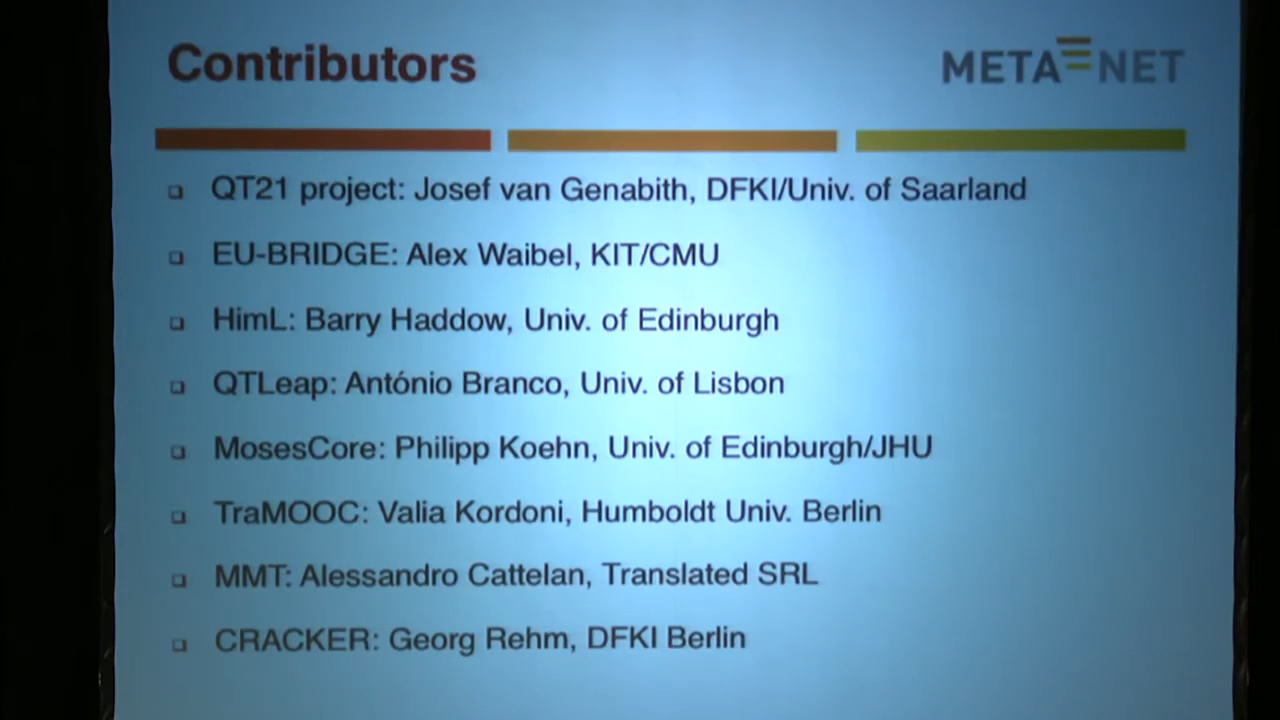 Contributors
META NET
QT21 project: Josef van Genabith, DFKI/Univ. of Saarland
EU-BRIDGE: Alex Waibel, KIT/CMU
HimL: Barry Haddow, Univ. of Edinburgh
QTLeap: António Branco, Univ. of Lisbon
MosesCore: Philipp Koehn, Univ. of Edinburgh/JHU
TraMOOC: Valia Kordoni, Humboldt Univ. Berlin
MMT: Alessandro Cattelan, Translated SRL
CRACKER: Georg Rehm, DFKI Berlin